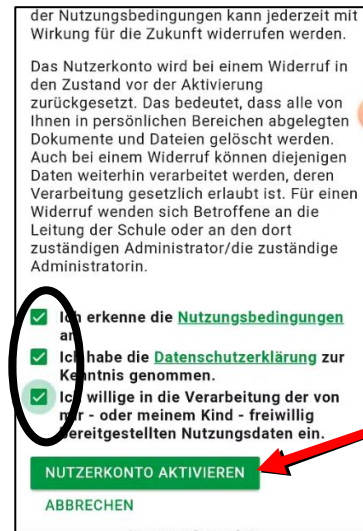 der Nutzungsbedingungen kann jederzeit mit
Wirkung für die Zukunft widerrufen werden.
Das Nutzerkonto wird bei einem Widerruf in
den Zustand vor der Aktivierung
zurückgesetzt. Das bedeutet, dass alle von
Ihnen in persönlichen Bereichen abgelegten
Dokumente und Dateien gelöscht werden.
Auch bei einem Widerruf können diejenigen
Daten weiterhin verarbeitet werden, deren
Verarbeitung gesetzlich erlaubt ist. Für einen
Widerruf wenden sich Betroffene an die
Leitung der Schule oder an den dort
zuständigen Administrator/die zuständige
Administratorin.
Ich erkenne die Nutzungsbedingungen
an.
Ich habe die Datenschutzerklärung zur
Kenntnis genommen.
Ich willige in die Verarbeitung der von
mir - oder meinem Kind - freiwillig
bereitgestellten Nutzungsdaten ein.
NUTZERKONTO AKTIVIEREN
ABBRECHEN